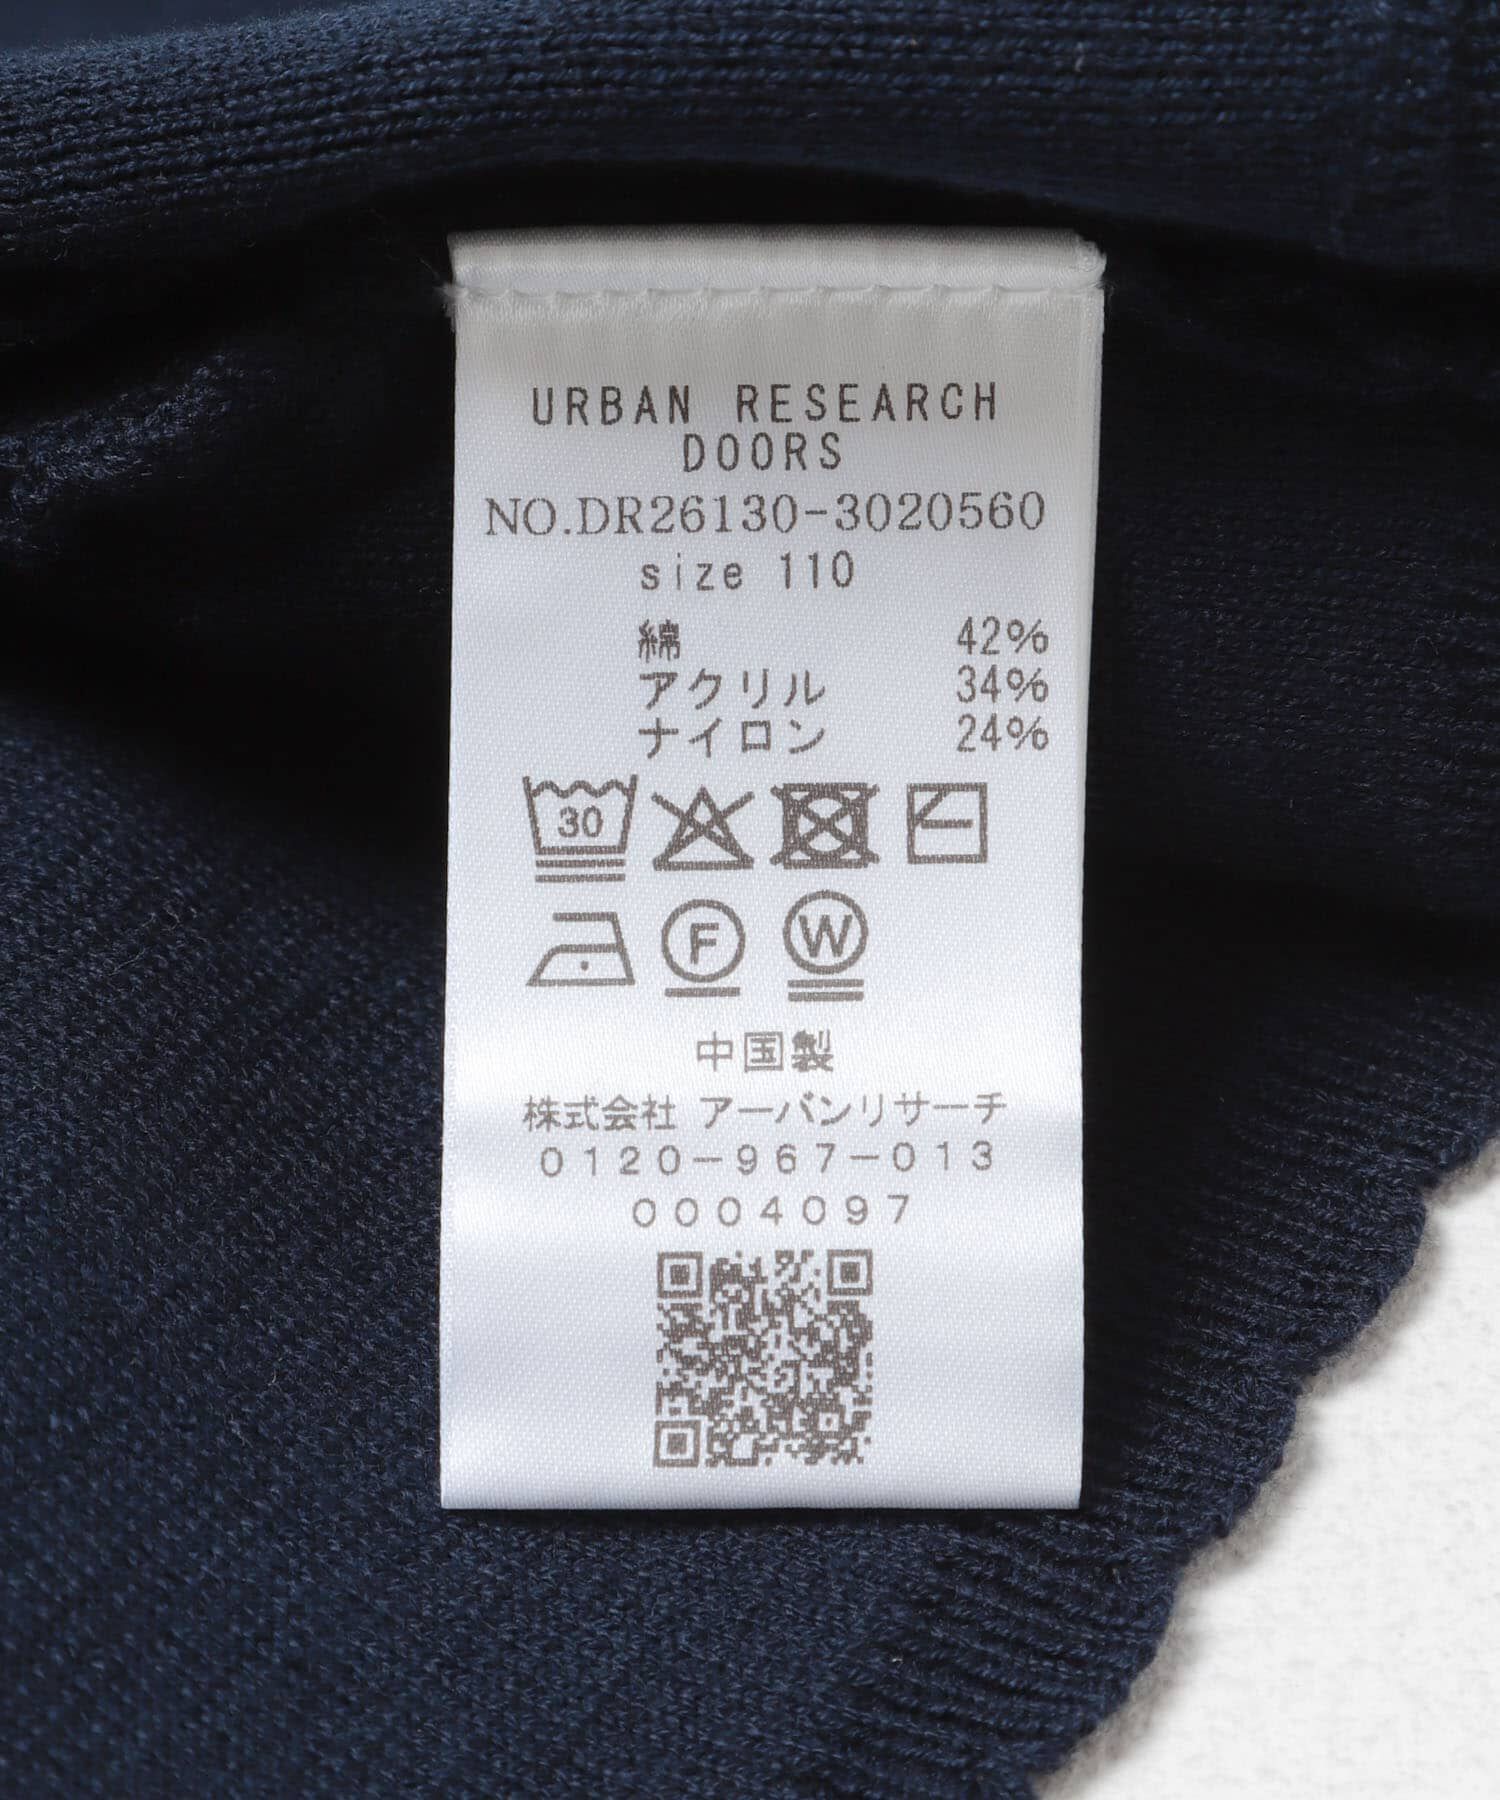 URBAN RESEARCH
DOORS
NO.DR26130-3020560
size 110
綿 42%
アクリル 34%
ナイロン 24%
30
F W
中国製
株式会社 アーバンリサーチ
0120-967-013
0004097